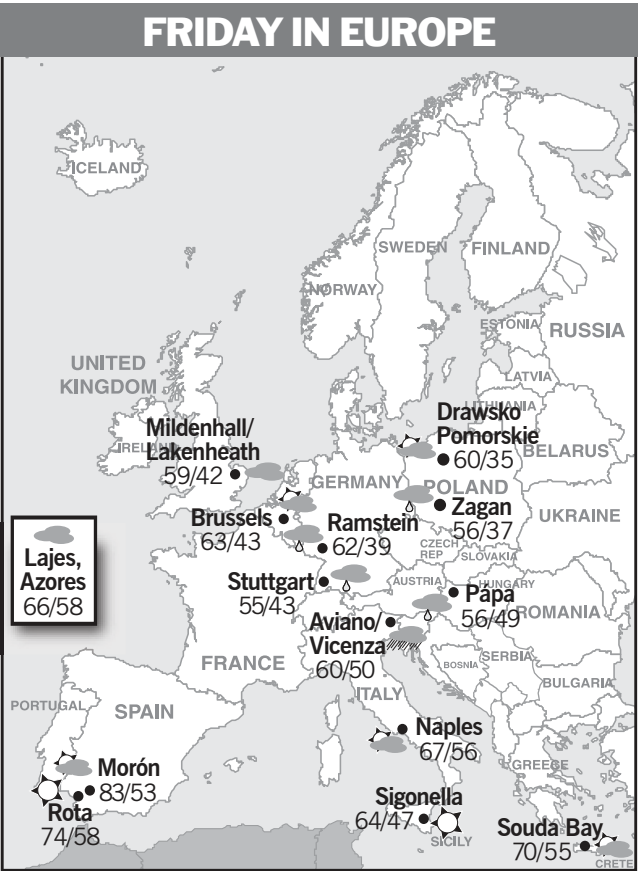 FRIDAY IN EUROPE
ICELAND
SWEDEN
FINLAND
NORWAY
ESTONIA
RUSSIA
LATVIA
LITHUANIA
UNITED
KINGDOM
IRELAND
Mildenhall/
Lakenheath
59/42
Drawsko
Pomorskie
60/35
BELARUS
GERMANY
POLAND
Zagan
56/37
UKRAINE
Brussels
63/43
Ramstein
62/39
CZECH
REP
SLOVAKIA
Lajes,
Azores
66/58
Stuttgart
55/43
AUSTRIA
HUNGARY
Pápa
56/49
ROMANIA
Aviano/
Vicenza
60/50
FRANCE
BOSNIA
SERBIA
BULGARIA
ITALY
PORTUGAL
SPAIN
Naples
67/56
GREECE
Morón
83/53
Rota
74/58
Sigonella
64/47
SICILY
Souda Bay
70/55
CRETE